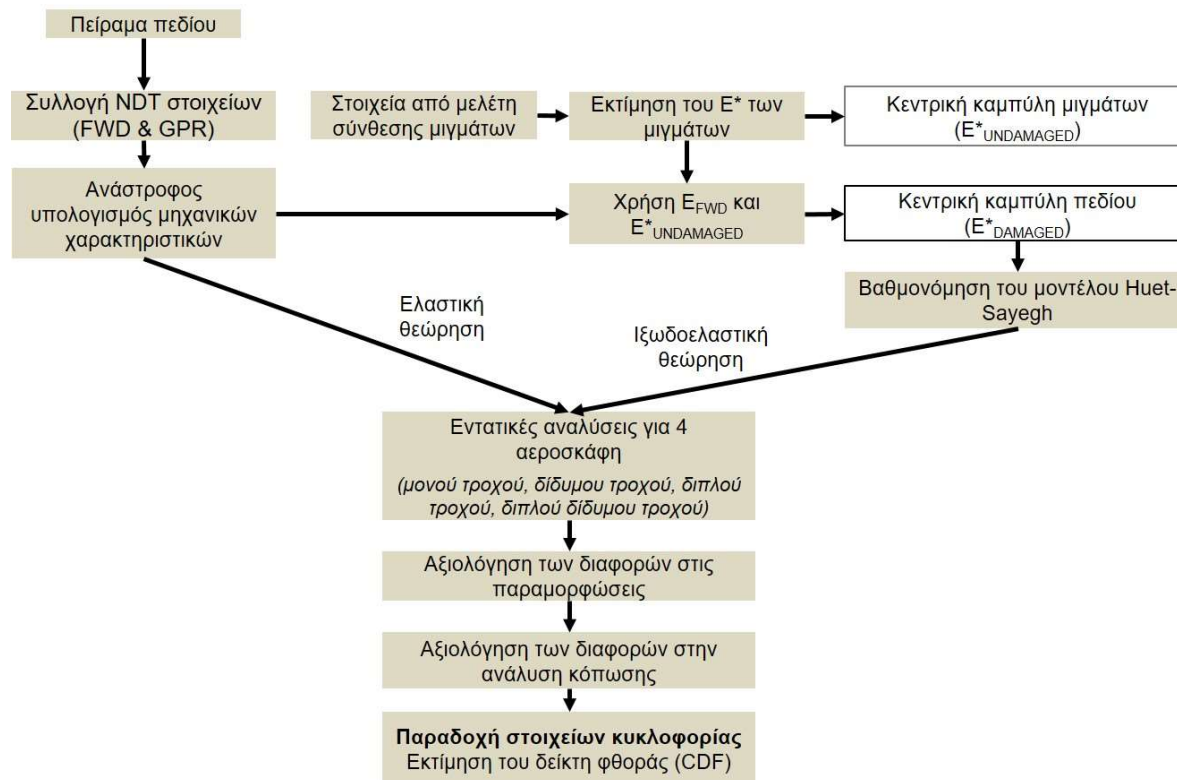 Πείραμα πεδίου
Συλλογή NDT στοιχείων
(FWD & GPR)
Στοιχεία από μελέτη
σύνθεσης μιγμάτων
Εκτίμηση του E* των
μιγμάτων
Κεντρική καμπύλη μιγμάτων
(E*UNDAMAGED)
Ανάστροφος
υπολογισμός μηχανικών
χαρακτηριστικών
Χρήση EFWD και
E*UNDAMAGED
Κεντρική καμπύλη πεδίου
(E*DAMAGED)
Βαθμονόμηση του μοντέλου Huet-
Sayegh
Ελαστική
θεώρηση
Ιξωδοελαστική
θεώρηση
Εντατικές αναλύσεις για 4
αεροσκάφη
(μονού τροχού, δίδυμου τροχού, διπλού
τροχού, διπλού δίδυμου τροχού)
Αξιολόγηση των διαφορών στις
παραμορφώσεις
Αξιολόγηση των διαφορών στην
ανάλυση κόπωσης
Παραδοχή στοιχείων κυκλοφορίας
Εκτίμηση του δείκτη φθοράς (CDF)